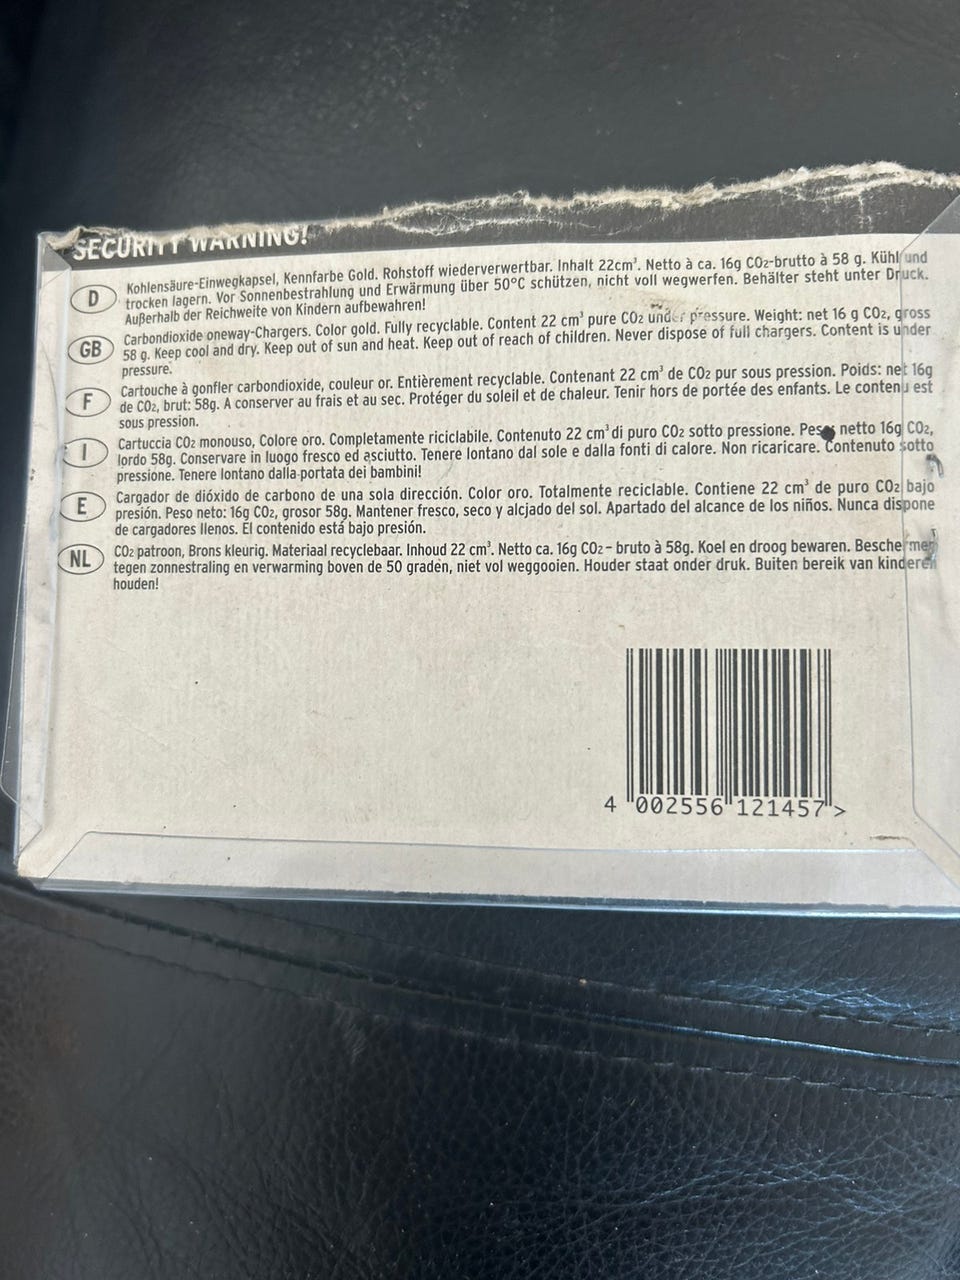 SECURITY WARNING!
D
Kohlensäure-Einwegkapsel, Kennfarbe Gold. Rohstoff wiederverwertbar. Inhalt 22cm³. Netto à ca. 16g CO₂-brutto à 58 g. Kühl und
trocken lagern. Vor Sonnenbestrahlung und Erwärmung über 50°C schützen, nicht voll wegwerfen. Behälter steht unter Druck.
Außerhalb der Reichweite von Kindern aufbewahren!
GB
Carbondioxide oneway-Chargers. Color gold. Fully recyclable. Content 22 cm³ pure CO₂ under pressure. Weight: net 16 g CO₂, gross
58 g. Keep cool and dry. Keep out of sun and heat. Keep out of reach of children. Never dispose of full chargers. Content is under
pressure.
F
Cartouche à gonfler carbondioxide, couleur or. Entièrement recyclable. Contenant 22 cm³ de CO₂ pur sous pression. Poids: net 16g
de CO₂, brut: 58g. A conserver au frais et au sec. Protéger du soleil et de chaleur. Tenir hors de portée des enfants. Le contenu est
sous pression.
I
Cartuccia CO₂ monouso, Colore oro. Completamente riciclabile. Contenuto 22 cm³ di puro CO₂ sotto pressione. Peso netto 16g CO₂,
lordo 58g. Conservare in luogo fresco ed asciutto. Tenere lontano dal sole e dalla fonti di calore. Non ricaricare. Contenuto sotto
pressione. Tenere lontano dalla portata dei bambini!
E
Cargador de dióxido de carbono de una sola dirección. Color oro. Totalmente reciclable. Contiene 22 cm³ de puro CO₂ bajo
presión. Peso neto: 16g CO₂, grosor 58g. Mantener fresco, seco y alcjado del sol. Apartado del alcance de los niños. Nunca dispone
de cargadores llenos. El contenido está bajo presión.
NL
CO₂ patroon, Brons kleurig. Materiaal recyclebaar. Inhoud 22 cm³. Netto ca. 16g CO₂ – bruto à 58g. Koel en droog bewaren. Beschermen
tegen zonnestraling en verwarming boven de 50 graden, niet vol weggooien. Houder staat onder druk. Buiten bereik van kinderen
houden!
4 002556 121457 >